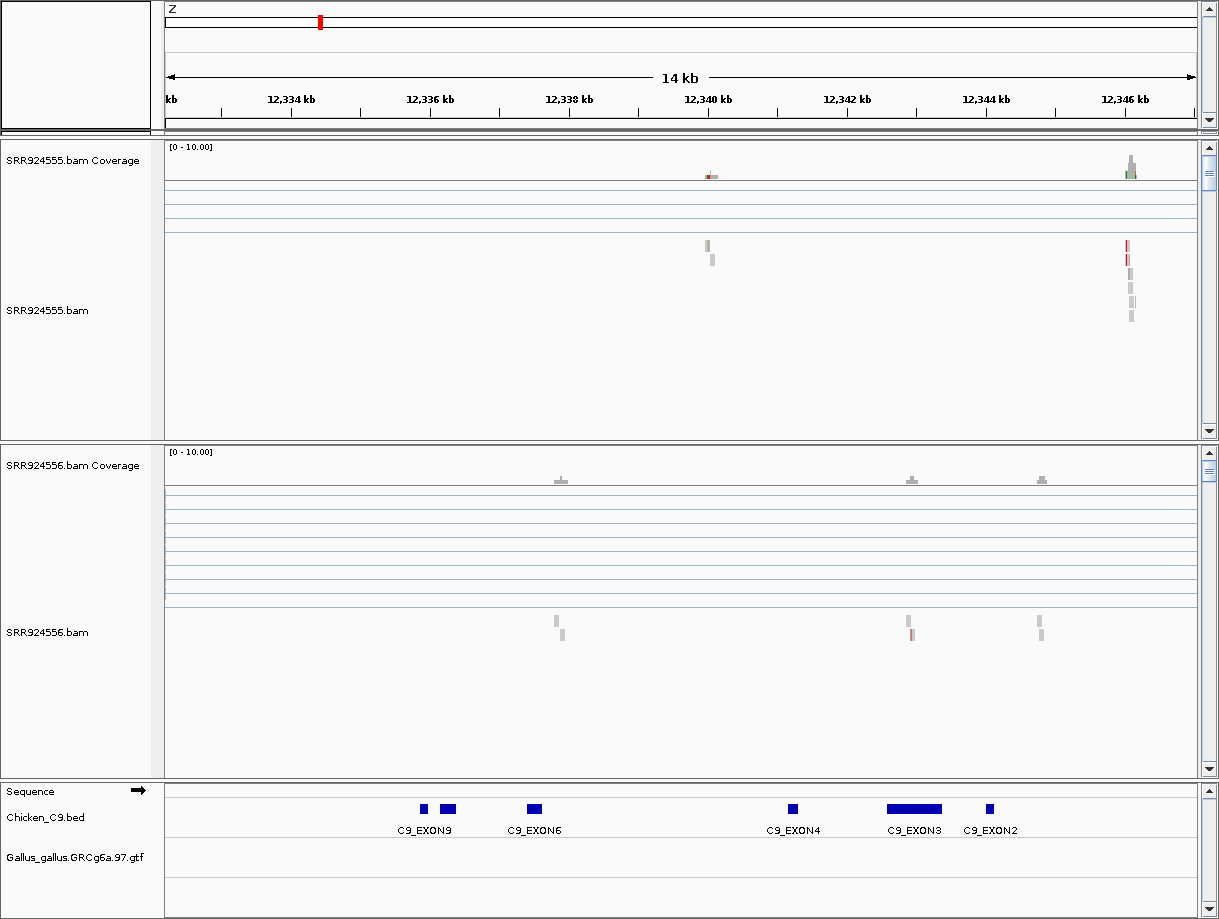 Z
14 kb
kb 12,334 kb 12,336 kb 12,338 kb 12,340 kb 12,342 kb 12,344 kb 12,346 kb
[0 - 10.00]
SRR924555.bam Coverage
SRR924555.bam
[0 - 10.00]
SRR924556.bam Coverage
SRR924556.bam
Sequence
Chicken_C9.bed
C9_EXON9 C9_EXON6 C9_EXON4 C9_EXON3 C9_EXON2
Gallus_gallus.GRCg6a.97.gtf